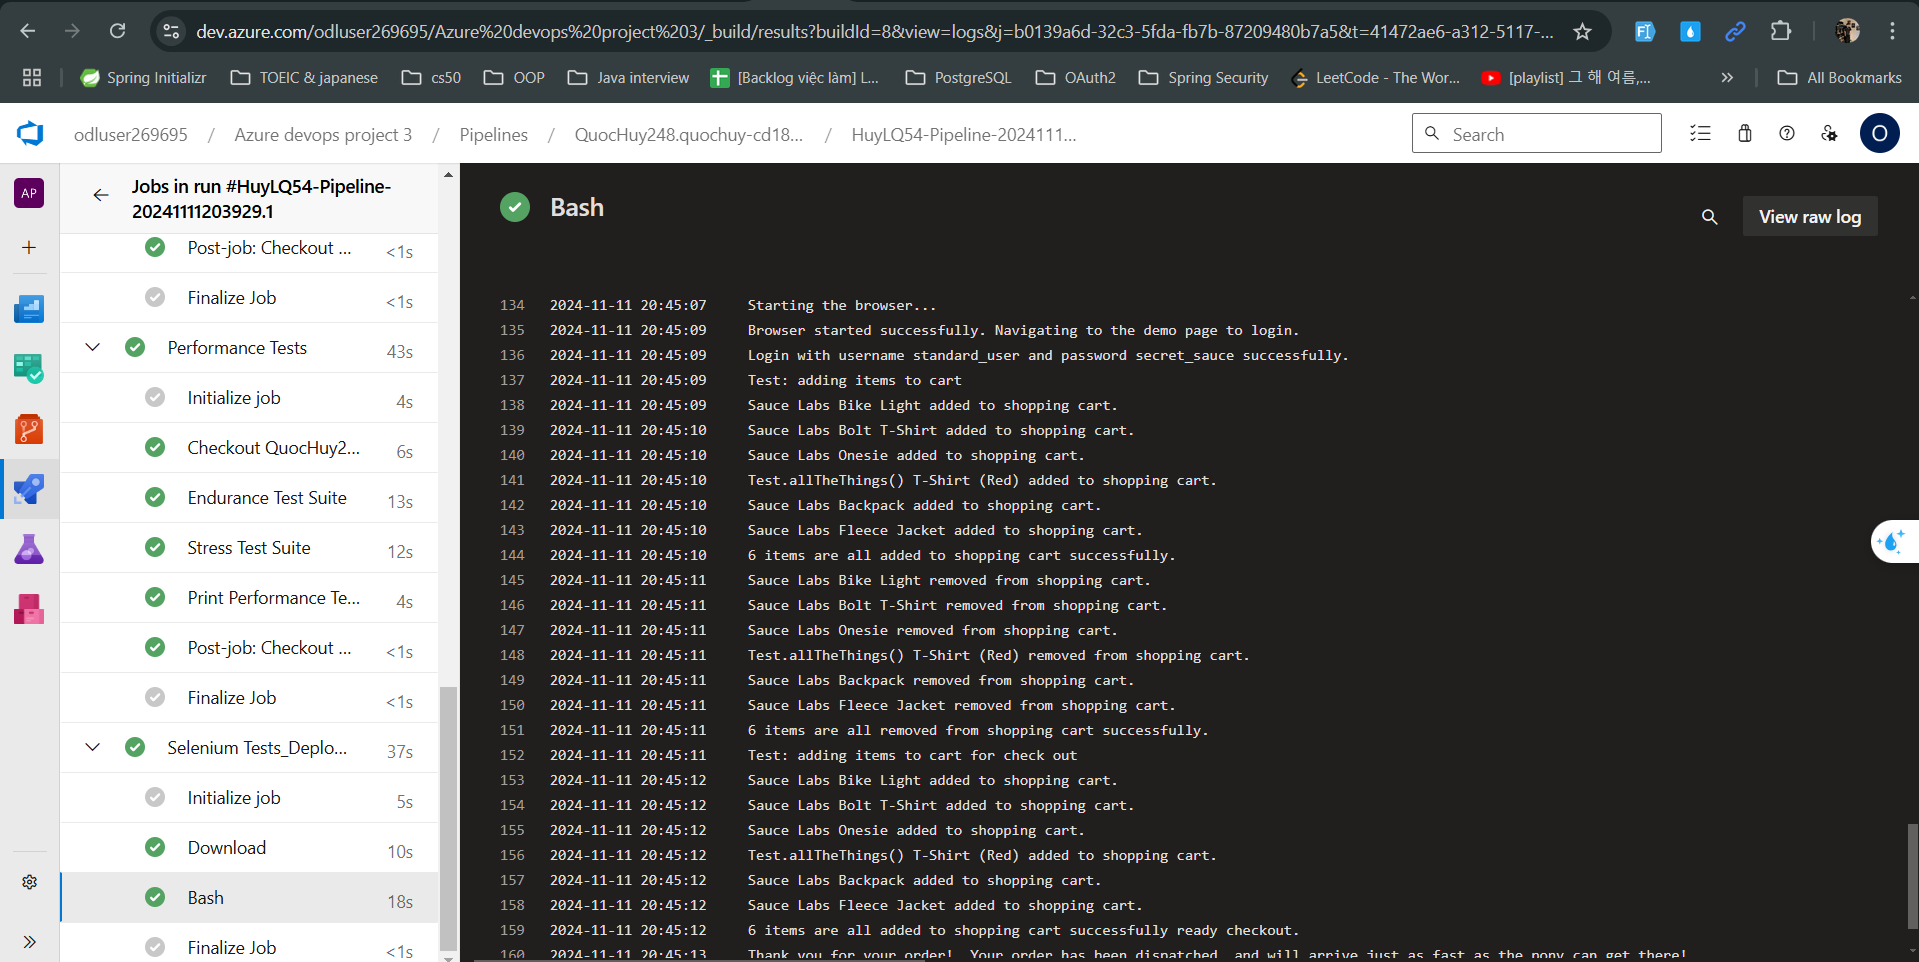 dev.azure.com/odluser269695/Azure%20devops%20project%203/_build/results?buildId=8&view=logs&j=b0139a6d-32c3-5fda-fb7b-87209480b7a5&t=41472ae6-a312-5117-...
Spring Initializr
TOEIC & japanese
cs50
OOP
Java interview
[Backlog việc làm] L...
PostgreSQL
OAuth2
Spring Security
LeetCode - The Wor...
[playlist] 그 해 여름,...
All Bookmarks
odluser269695 / Azure devops project 3 / Pipelines / QuocHuy248.quochuy-cd18... / HuyLQ54-Pipeline-2024111...
Search
O
AP
Jobs in run #HuyLQ54-Pipeline-
20241111203929.1
Post-job: Checkout ... <1s
Finalize Job <1s
Performance Tests 43s
Initialize job 4s
Checkout QuocHuy2... 6s
Endurance Test Suite 13s
Stress Test Suite 12s
Print Performance Te... 4s
Post-job: Checkout ... <1s
Finalize Job <1s
Selenium Tests_Deplo... 37s
Initialize job 5s
Download 10s
Bash 18s
Finalize Job <1s
Bash
View raw log
134 2024-11-11 20:45:07 Starting the browser...
135 2024-11-11 20:45:09 Browser started successfully. Navigating to the demo page to login.
136 2024-11-11 20:45:09 Login with username standard_user and password secret_sauce successfully.
137 2024-11-11 20:45:09 Test: adding items to cart
138 2024-11-11 20:45:09 Sauce Labs Bike Light added to shopping cart.
139 2024-11-11 20:45:10 Sauce Labs Bolt T-Shirt added to shopping cart.
140 2024-11-11 20:45:10 Sauce Labs Onesie added to shopping cart.
141 2024-11-11 20:45:10 Test.allTheThings() T-Shirt (Red) added to shopping cart.
142 2024-11-11 20:45:10 Sauce Labs Backpack added to shopping cart.
143 2024-11-11 20:45:10 Sauce Labs Fleece Jacket added to shopping cart.
144 2024-11-11 20:45:10 6 items are all added to shopping cart successfully.
145 2024-11-11 20:45:11 Sauce Labs Bike Light removed from shopping cart.
146 2024-11-11 20:45:11 Sauce Labs Bolt T-Shirt removed from shopping cart.
147 2024-11-11 20:45:11 Sauce Labs Onesie removed from shopping cart.
148 2024-11-11 20:45:11 Test.allTheThings() T-Shirt (Red) removed from shopping cart.
149 2024-11-11 20:45:11 Sauce Labs Backpack removed from shopping cart.
150 2024-11-11 20:45:11 Sauce Labs Fleece Jacket removed from shopping cart.
151 2024-11-11 20:45:11 6 items are all removed from shopping cart successfully.
152 2024-11-11 20:45:11 Test: adding items to cart for check out
153 2024-11-11 20:45:12 Sauce Labs Bike Light added to shopping cart.
154 2024-11-11 20:45:12 Sauce Labs Bolt T-Shirt added to shopping cart.
155 2024-11-11 20:45:12 Sauce Labs Onesie added to shopping cart.
156 2024-11-11 20:45:12 Test.allTheThings() T-Shirt (Red) added to shopping cart.
157 2024-11-11 20:45:12 Sauce Labs Backpack added to shopping cart.
158 2024-11-11 20:45:12 Sauce Labs Fleece Jacket added to shopping cart.
159 2024-11-11 20:45:12 6 items are all added to shopping cart successfully ready checkout.
160 2024-11-11 20:45:13 Thank you for your order! Your order has been dispatched, and will arrive just as fast as the pony can get there!